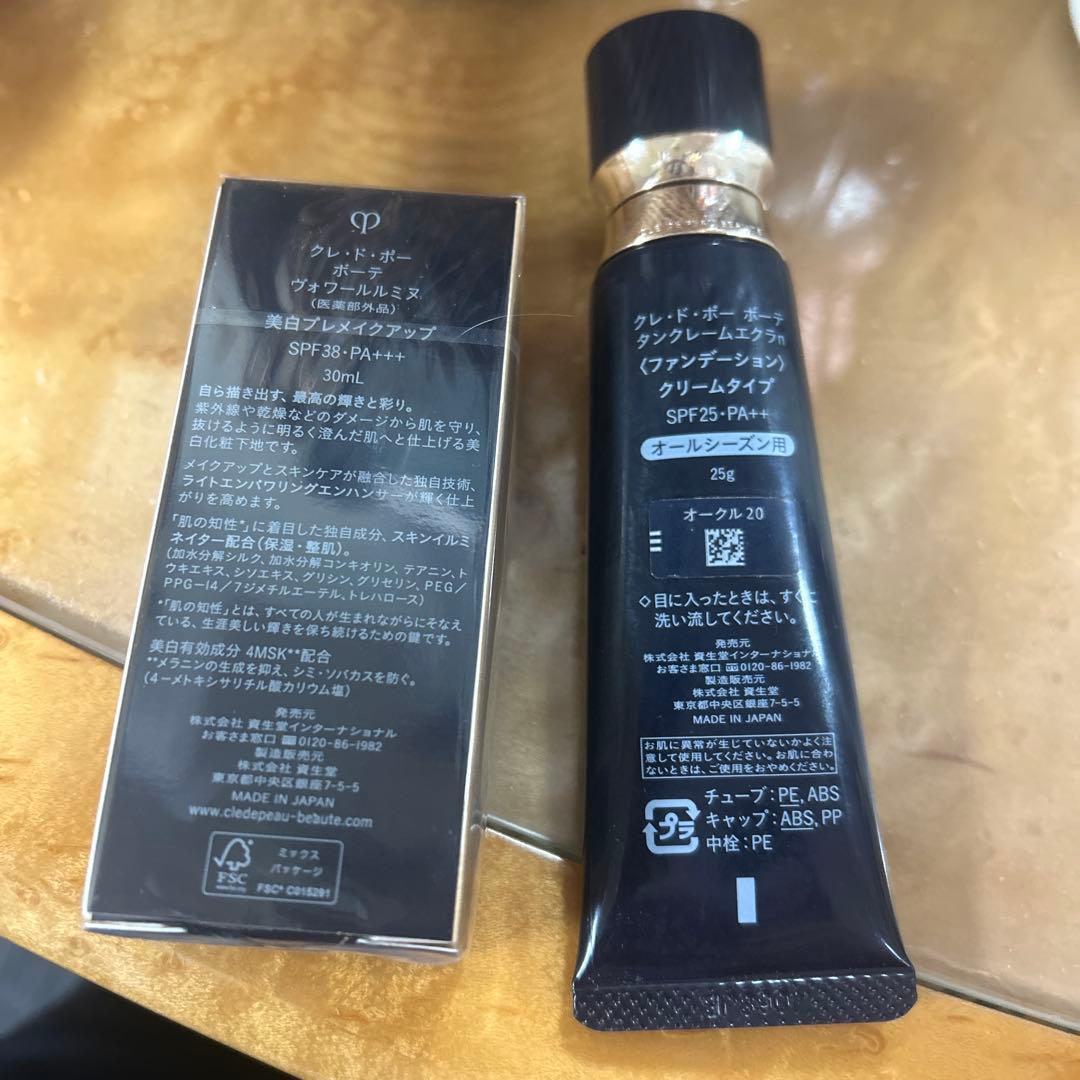 クレ・ド・ポー
ボーテ
ヴォワールルミヌ
(医薬部外品)
美白プレメイクアップ
SPF38・PA+++
30mL
自ら描き出す、最高の輝きと彩り。
紫外線や乾燥などのダメージから肌を守り、
抜けるように明るく澄んだ肌へと仕上げる美
白化粧下地です。
メイクアップとスキンケアが融合した独自技術、
ライトエンパワリングエンハンサーが輝く仕上
がりを高めます。
「肌の知性*」に着目した独自成分、スキンイルミ
ネイター配合(保湿・整肌)。
(加水分解シルク、加水分解コンキオリン、テアニン、ト
ウキエキス、シソエキス、グリシン、グリセリン、PEG/
PPG-14/7ジメチルエーテル、トレハロース)
*「肌の知性」とは、すべての人が生まれながらにそなえ
ている、生涯美しい輝きを保ち続けるための鍵です。
美白有効成分 4MSK**配合
**メラニンの生成を抑え、シミ・ソバカスを防ぐ。
(4-メトキシサリチル酸カリウム塩)
発売元
株式会社 資生堂インターナショナル
お客さま窓口 0120-86-1982
製造販売元
株式会社 資生堂
東京都中央区銀座7-5-5
MADE IN JAPAN
www.cledepeau-beaute.com
FSC
ミックス
パッケージ
FSC® C015291
クレ・ド・ポー ボーテ
タンクレームエクラn
〈ファンデーション〉
クリームタイプ
SPF25・PA++
オールシーズン用
25g
オークル20
◇目に入ったときは、すぐに
洗い流してください。
発売元
株式会社 資生堂インターナショナル
お客さま窓口 0120-86-1982
製造販売元
株式会社 資生堂
東京都中央区銀座7-5-5
MADE IN JAPAN
お肌に異常が生じていないかよく注
意して使用してください。お肌に合わ
ないときは、ご使用をおやめください。
プラ
チューブ:PE, ABS
キャップ:ABS, PP
中栓:PE